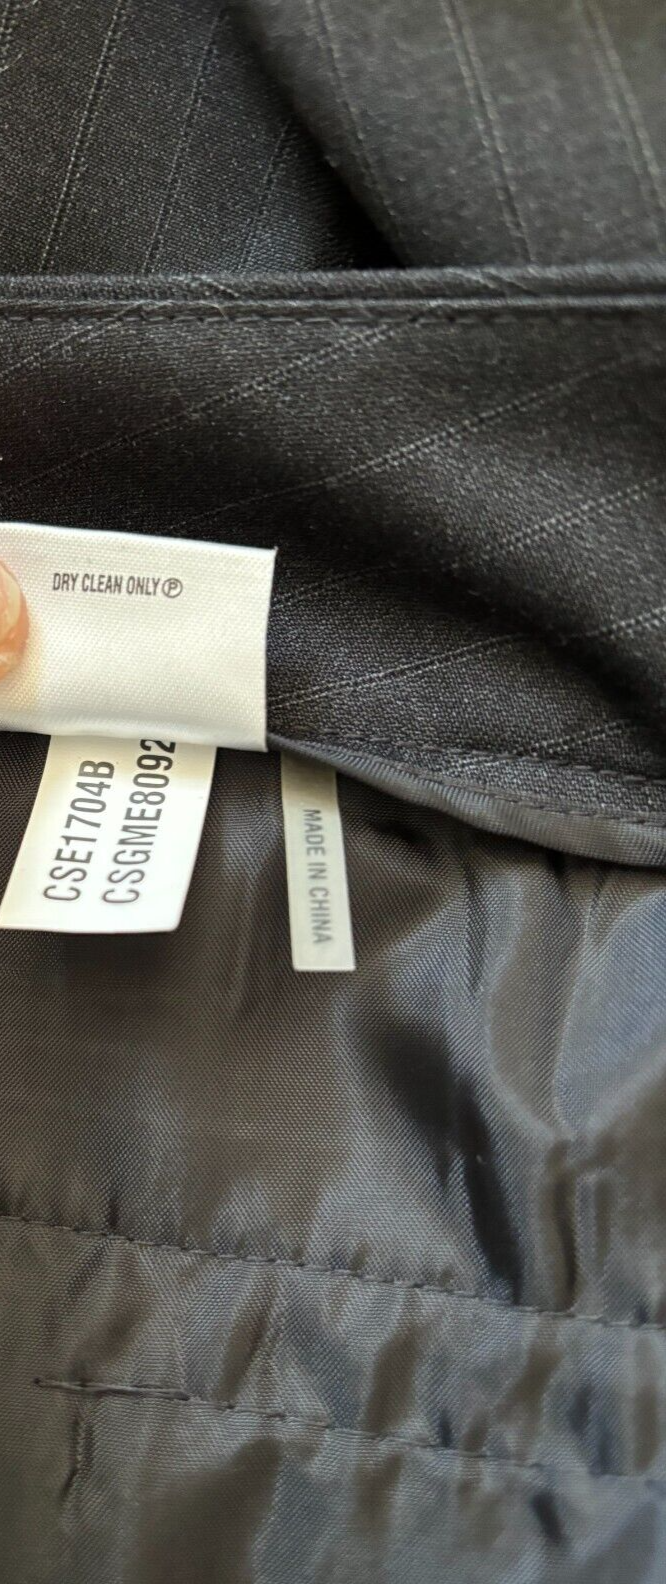 DRY CLEAN ONLY Ⓟ
CSE1704B
CSGME8092
MADE IN CHINA